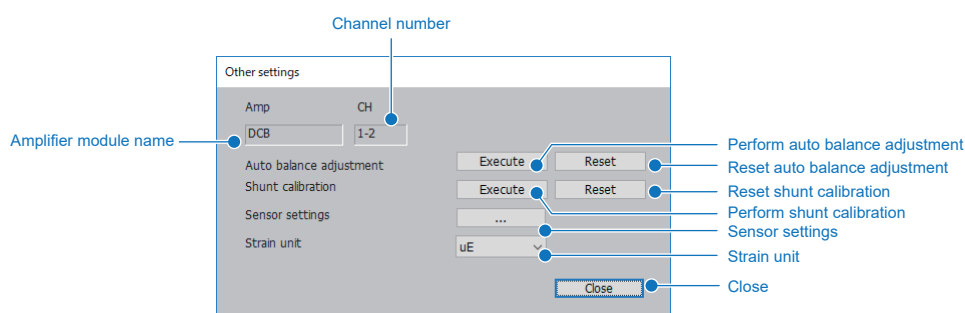 Channel number
Other settings
Amp CH
Amplifier module name DCB 1-2
Auto balance adjustment Execute Reset Perform auto balance adjustment
Reset auto balance adjustment
Shunt calibration Execute Reset Reset shunt calibration
Perform shunt calibration
Sensor settings ... Sensor settings
Strain unit uE Strain unit
Close Close